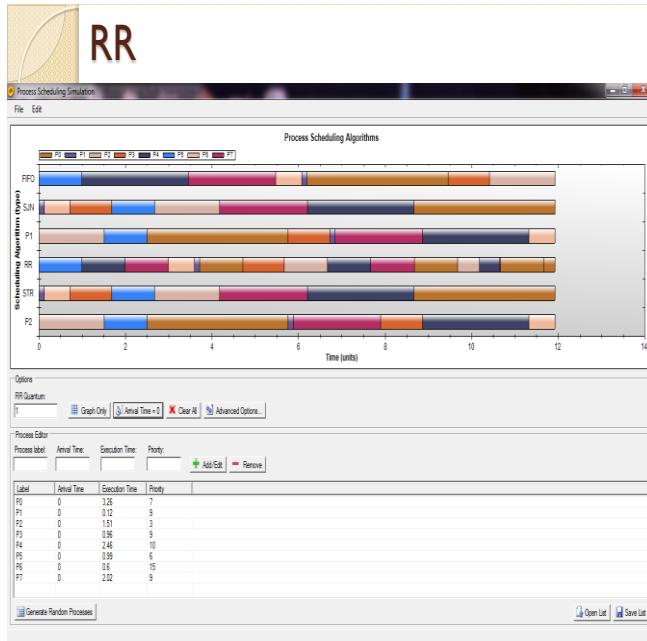 RR
Process Scheduling Simulation
File Edit
Process Scheduling Algorithms
P0 P1 P2 P3 P4 P5 P6 P7
Scheduling Algorithm (type)
FIFO
SJN
P1
RR
STR
P2
0 2 4 6 8 10 12 14
Time (units)
Options
RR Quantum:
1 Graph Only Arrival Time = 0 Clear All Advanced Options...
Process Editor
Process label: Arrival Time: Execution Time: Priority:
Add/Edit Remove
Label Arrival Time Execution Time Priority
P0 0 3.26 7
P1 0 0.12 9
P2 0 1.51 3
P3 0 0.96 9
P4 0 2.46 10
P5 0 0.99 6
P6 0 0.6 15
P7 0 2.02 9
Generate Random Processes Open List Save List